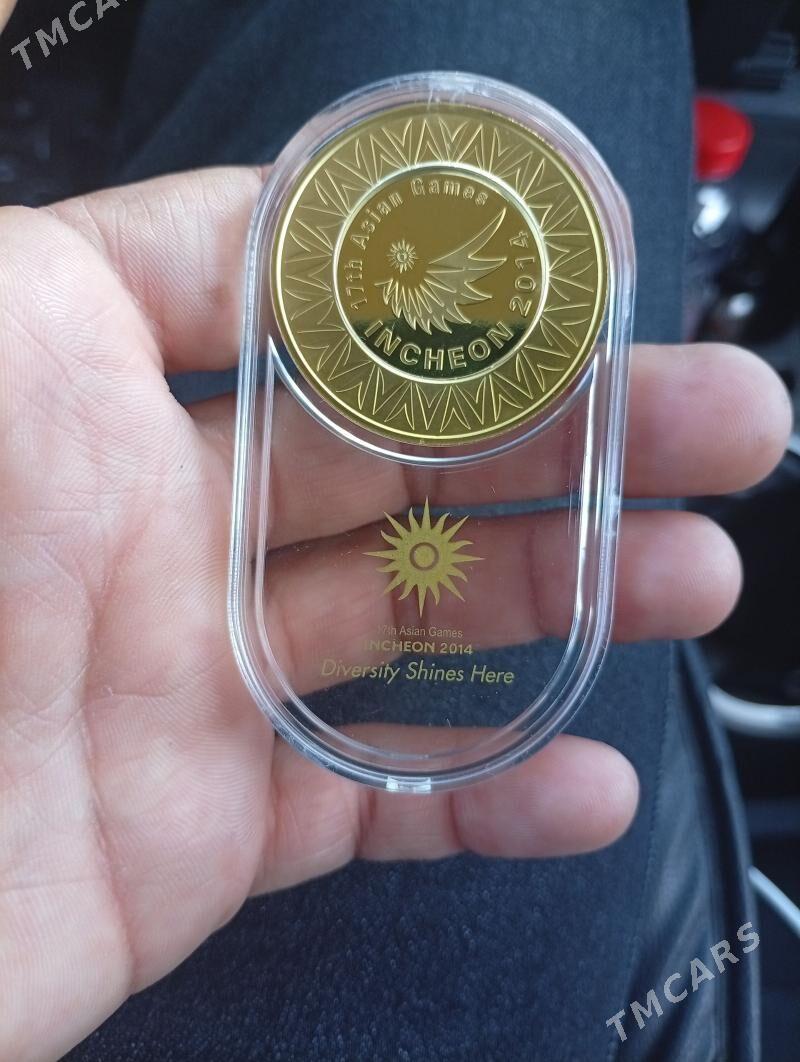 TMCARS
17th Asian Games
INCHEON 2014
17th Asian Games
INCHEON 2014
Diversity Shines Here
TMCARS